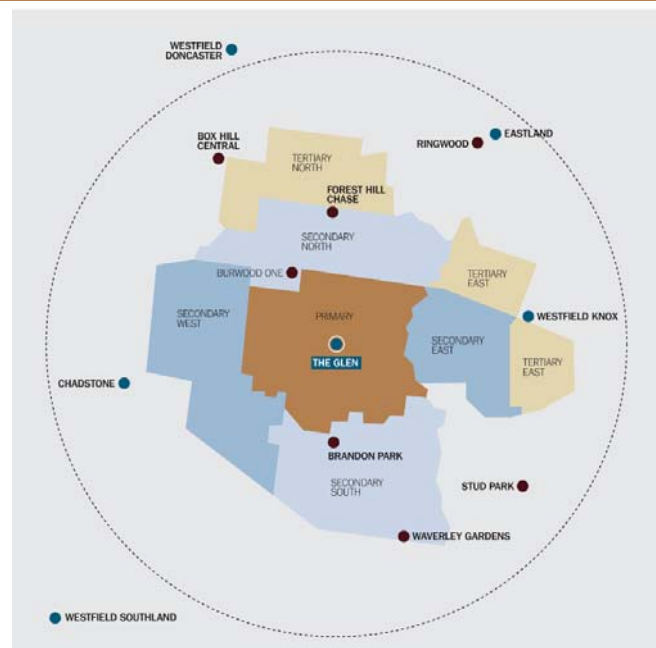 WESTFIELD
DONCASTER
BOX HILL
CENTRAL
TERTIARY
NORTH
RINGWOOD
EASTLAND
FOREST HILL
CHASE
SECONDARY
NORTH
BURWOOD ONE
TERTIARY
EAST
SECONDARY
WEST
PRIMARY
WESTFIELD KNOX
SECONDARY
EAST
THE GLEN
TERTIARY
EAST
CHADSTONE
BRANDON PARK
SECONDARY
SOUTH
STUD PARK
WAVERLEY GARDENS
WESTFIELD SOUTHLAND